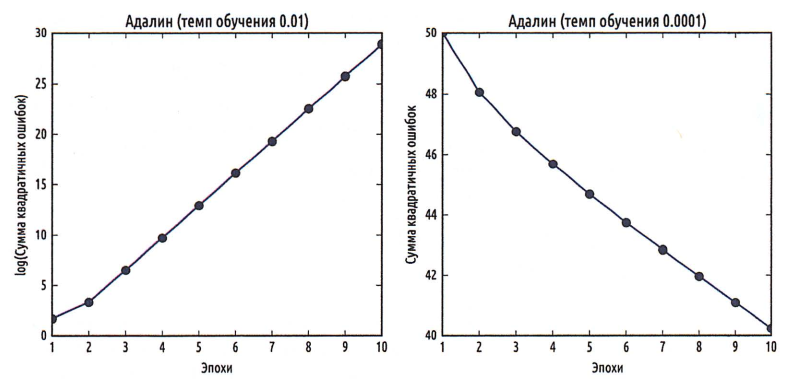 Адалин (темп обучения 0.01)
log(Сумма квадратичных ошибок)
30
25
20
15
10
5
0
1 2 3 4 5 6 7 8 9 10
Эпохи
Адалин (темп обучения 0.0001)
Сумма квадратичных ошибок
50
48
46
44
42
40
1 2 3 4 5 6 7 8 9 10
Эпохи